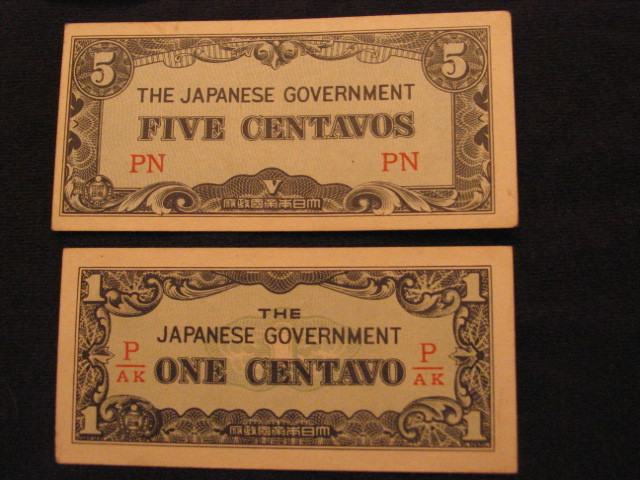 5 5
THE JAPANESE GOVERNMENT
FIVE CENTAVOS
PN PN
V
大日本帝國政府
1 1
THE
JAPANESE GOVERNMENT
P/AK ONE CENTAVO P/AK
1 1
大日本帝國政府